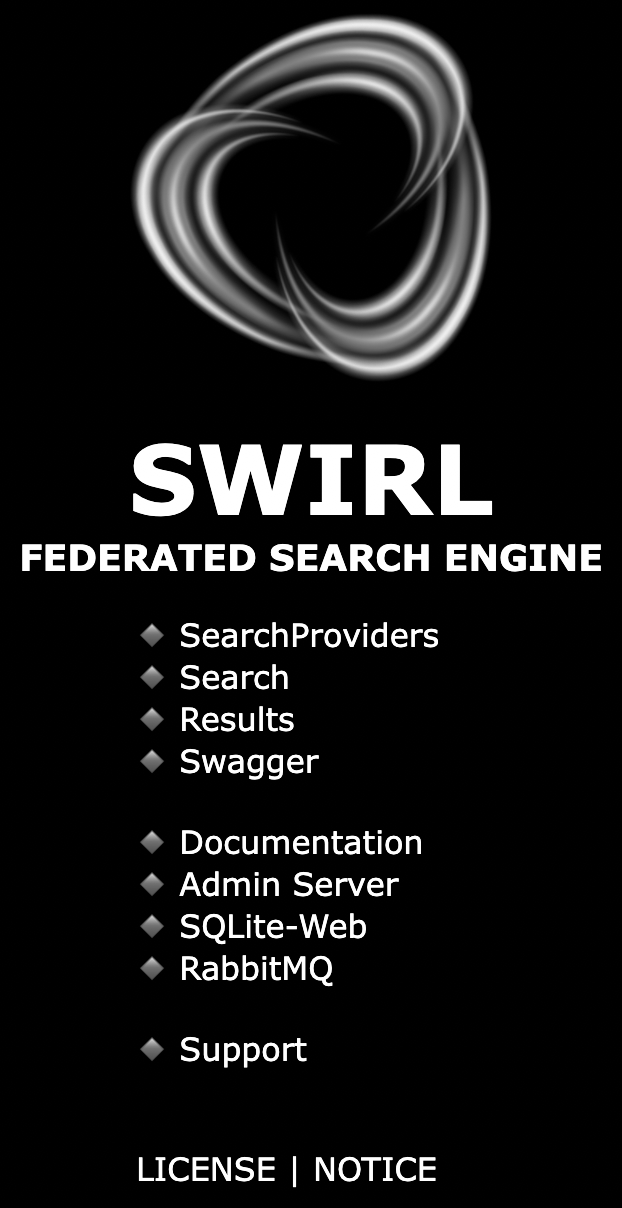 SWIRL
FEDERATED SEARCH ENGINE
SearchProviders
Search
Results
Swagger
Documentation
Admin Server
SQLite-Web
RabbitMQ
Support
LICENSE | NOTICE